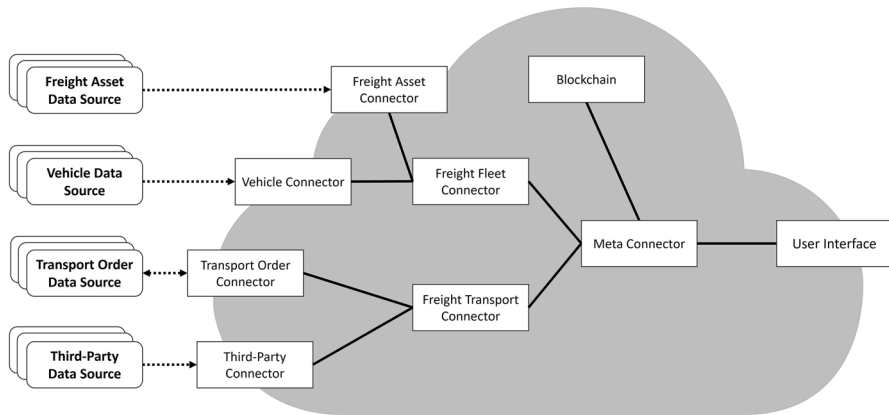 Freight Asset
Data Source
Freight Asset
Connector
Blockchain
Vehicle Data
Source
Vehicle Connector
Freight Fleet
Connector
Transport Order
Data Source
Transport Order
Connector
Meta Connector
User Interface
Freight Transport
Connector
Third-Party
Data Source
Third-Party
Connector